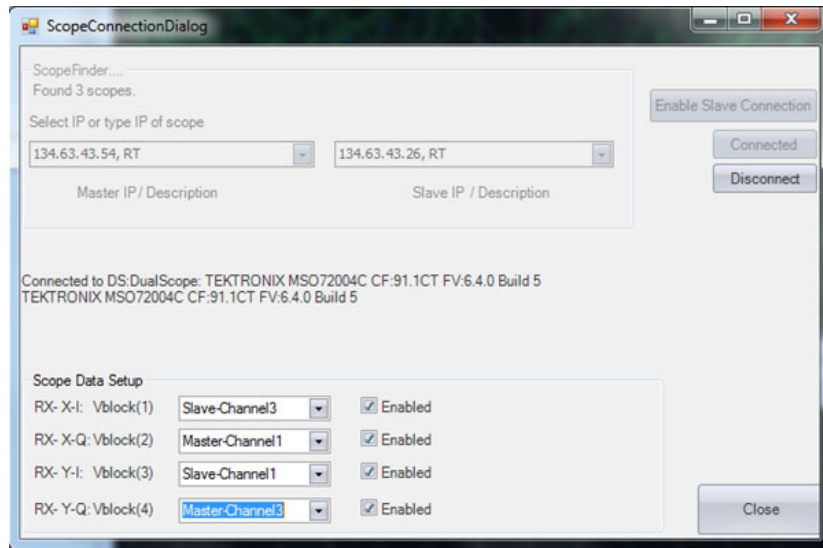 ScopeConnectionDialog
ScopeFinder....
Found 3 scopes.
Select IP or type IP of scope
134.63.43.54, RT
134.63.43.26, RT
Master IP / Description
Slave IP / Description
Enable Slave Connection
Connected
Disconnect
Connected to DS:DualScope: TEKTRONIX MSO72004C CF:91.1CT FV:6.4.0 Build 5
TEKTRONIX MSO72004C CF:91.1CT FV:6.4.0 Build 5
Scope Data Setup
RX- X-I: Vblock(1) Slave-Channel3 Enabled
RX- X-Q: Vblock(2) Master-Channel1 Enabled
RX- Y-I: Vblock(3) Slave-Channel1 Enabled
RX- Y-Q: Vblock(4) Master-Channel3 Enabled
Close